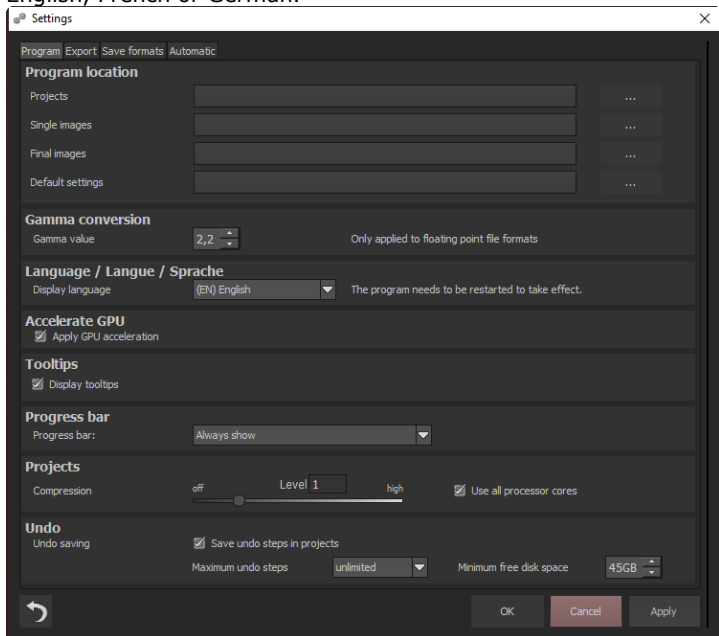 English, French or German.
Settings
Program Export Save formats Automatic
Program location
Projects ...
Single images ...
Final images ...
Default settings ...
Gamma conversion
Gamma value 2,2 Only applied to floating point file formats
Language / Langue / Sprache
Display language (EN) English The program needs to be restarted to take effect.
Accelerate GPU
Apply GPU acceleration
Tooltips
Display tooltips
Progress bar
Progress bar: Always show
Projects
Compression off Level 1 high Use all processor cores
Undo
Undo saving Save undo steps in projects
Maximum undo steps unlimited Minimum free disk space 45GB
OK Cancel Apply